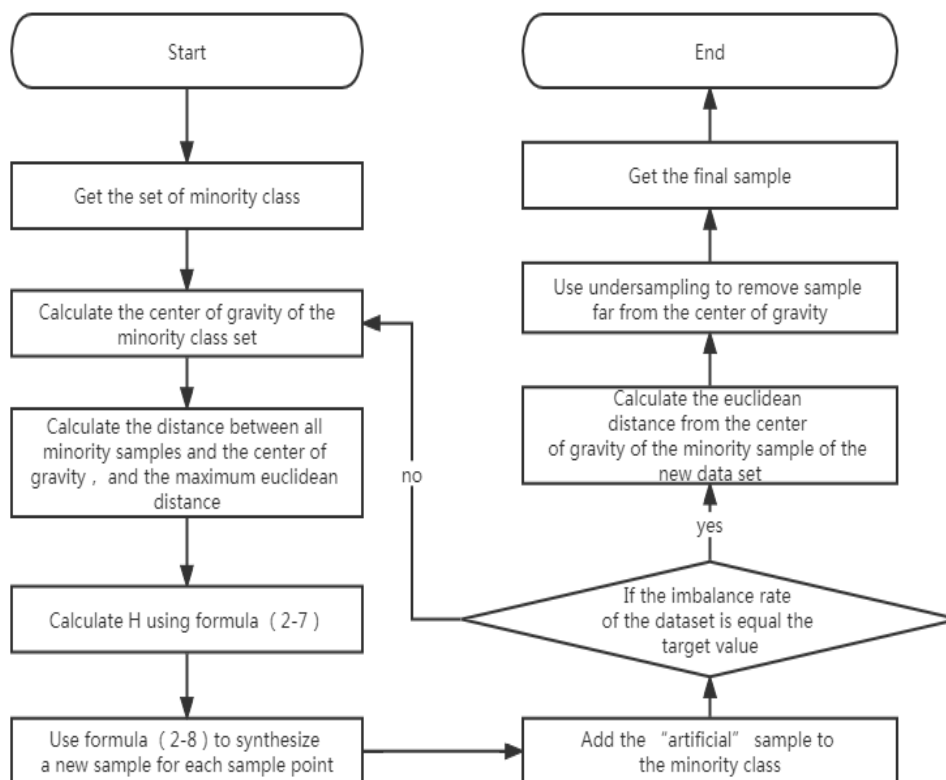 Start
Get the set of minority class
Calculate the center of gravity of the
minority class set
Calculate the distance between all
minority samples and the center of
gravity , and the maximum euclidean
distance
Calculate H using formula (2-7)
Use formula (2-8) to synthesize
a new sample for each sample point
Add the “artificial” sample to
the minority class
If the imbalance rate
of the dataset is equal the
target value
no
yes
Calculate the euclidean
distance from the center
of gravity of the minority sample of the
new data set
Use undersampling to remove sample
far from the center of gravity
Get the final sample
End